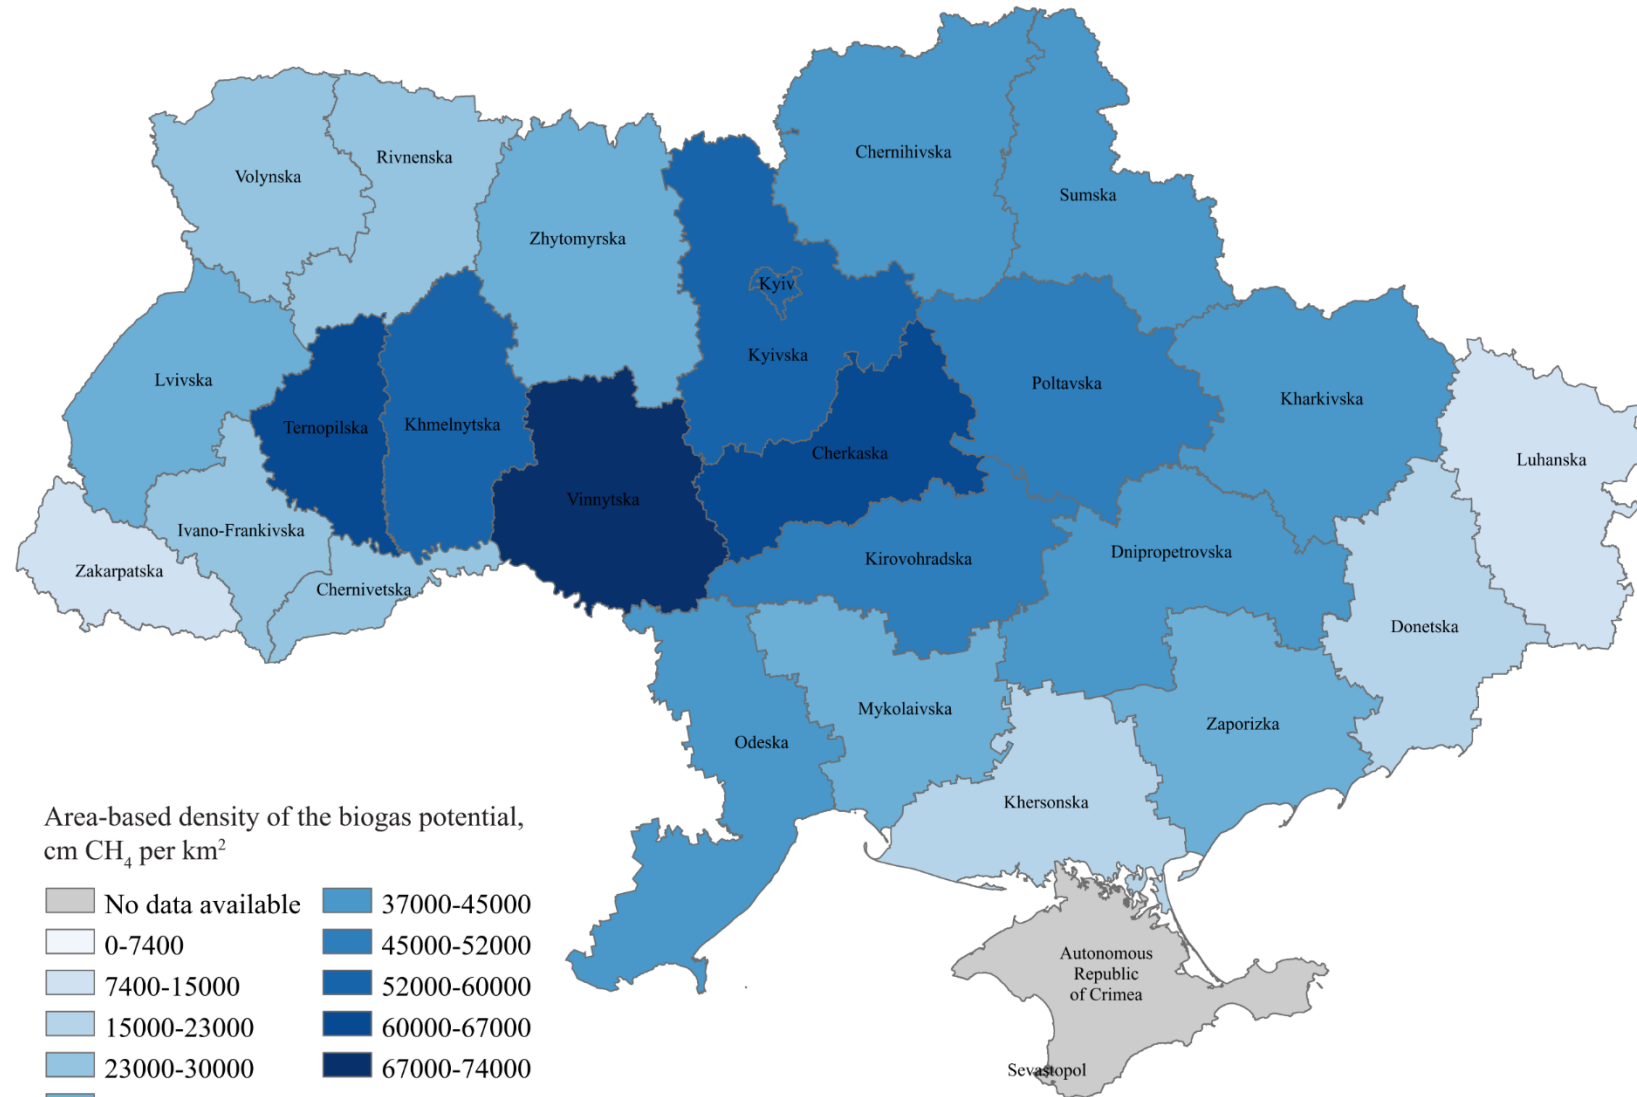 Chernihivska
Rivnenska
Volynska
Sumska
Zhytomyrska
Kyiv
Kyivska
Lvivska
Poltavska
Kharkivska
Ternopilska
Khmelnytska
Cherkaska
Luhanska
Vinnytska
Ivano-Frankivska
Dnipropetrovska
Kirovohradska
Zakarpatska
Chernivetska
Donetska
Mykolaivska
Zaporizka
Odeska
Khersonska
Area-based density of the biogas potential,
cm CH₄ per km²
No data available
0-7400
7400-15000
15000-23000
23000-30000
37000-45000
45000-52000
52000-60000
60000-67000
67000-74000
Autonomous
Republic
of Crimea
Sevastopol